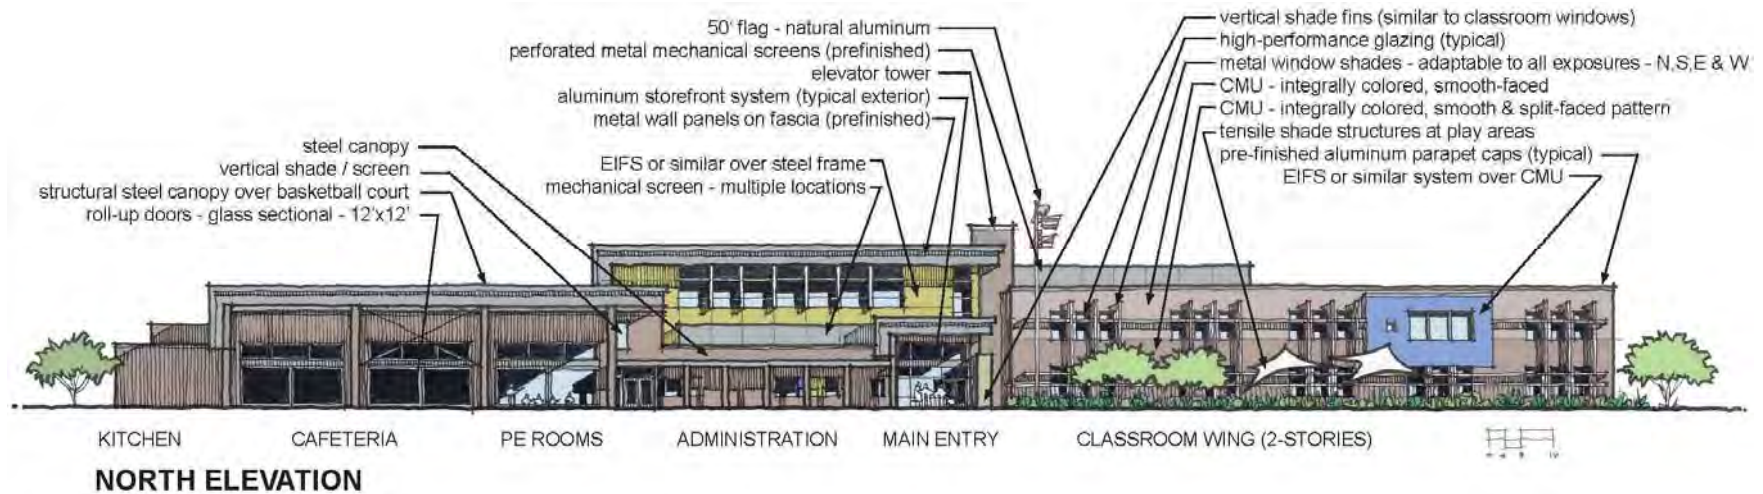 50' flag - natural aluminum
perforated metal mechanical screens (prefinished)
elevator tower
aluminum storefront system (typical exterior)
metal wall panels on fascia (prefinished)
EIFS or similar over steel frame
mechanical screen - multiple locations
steel canopy
vertical shade / screen
structural steel canopy over basketball court
roll-up doors - glass sectional - 12'x12'
vertical shade fins (similar to classroom windows)
high-performance glazing (typical)
metal window shades - adaptable to all exposures - N,S,E & W
CMU - integrally colored, smooth-faced
CMU - integrally colored, smooth & split-faced pattern
tensile shade structures at play areas
pre-finished aluminum parapet caps (typical)
EIFS or similar system over CMU
KITCHEN CAFETERIA PE ROOMS ADMINISTRATION MAIN ENTRY CLASSROOM WING (2-STORIES)
NORTH ELEVATION